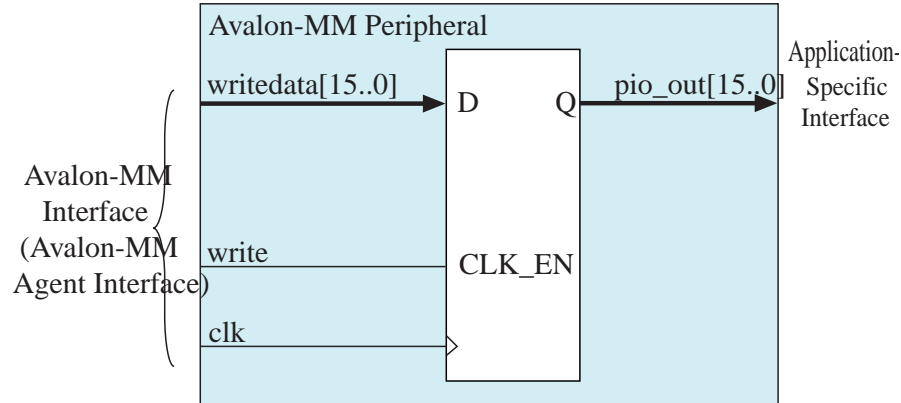 Avalon-MM Peripheral
writedata[15..0]
D
Q
pio_out[15..0]
Application-
Specific
Interface
Avalon-MM
Interface
(Avalon-MM
Agent Interface)
write
CLK_EN
clk